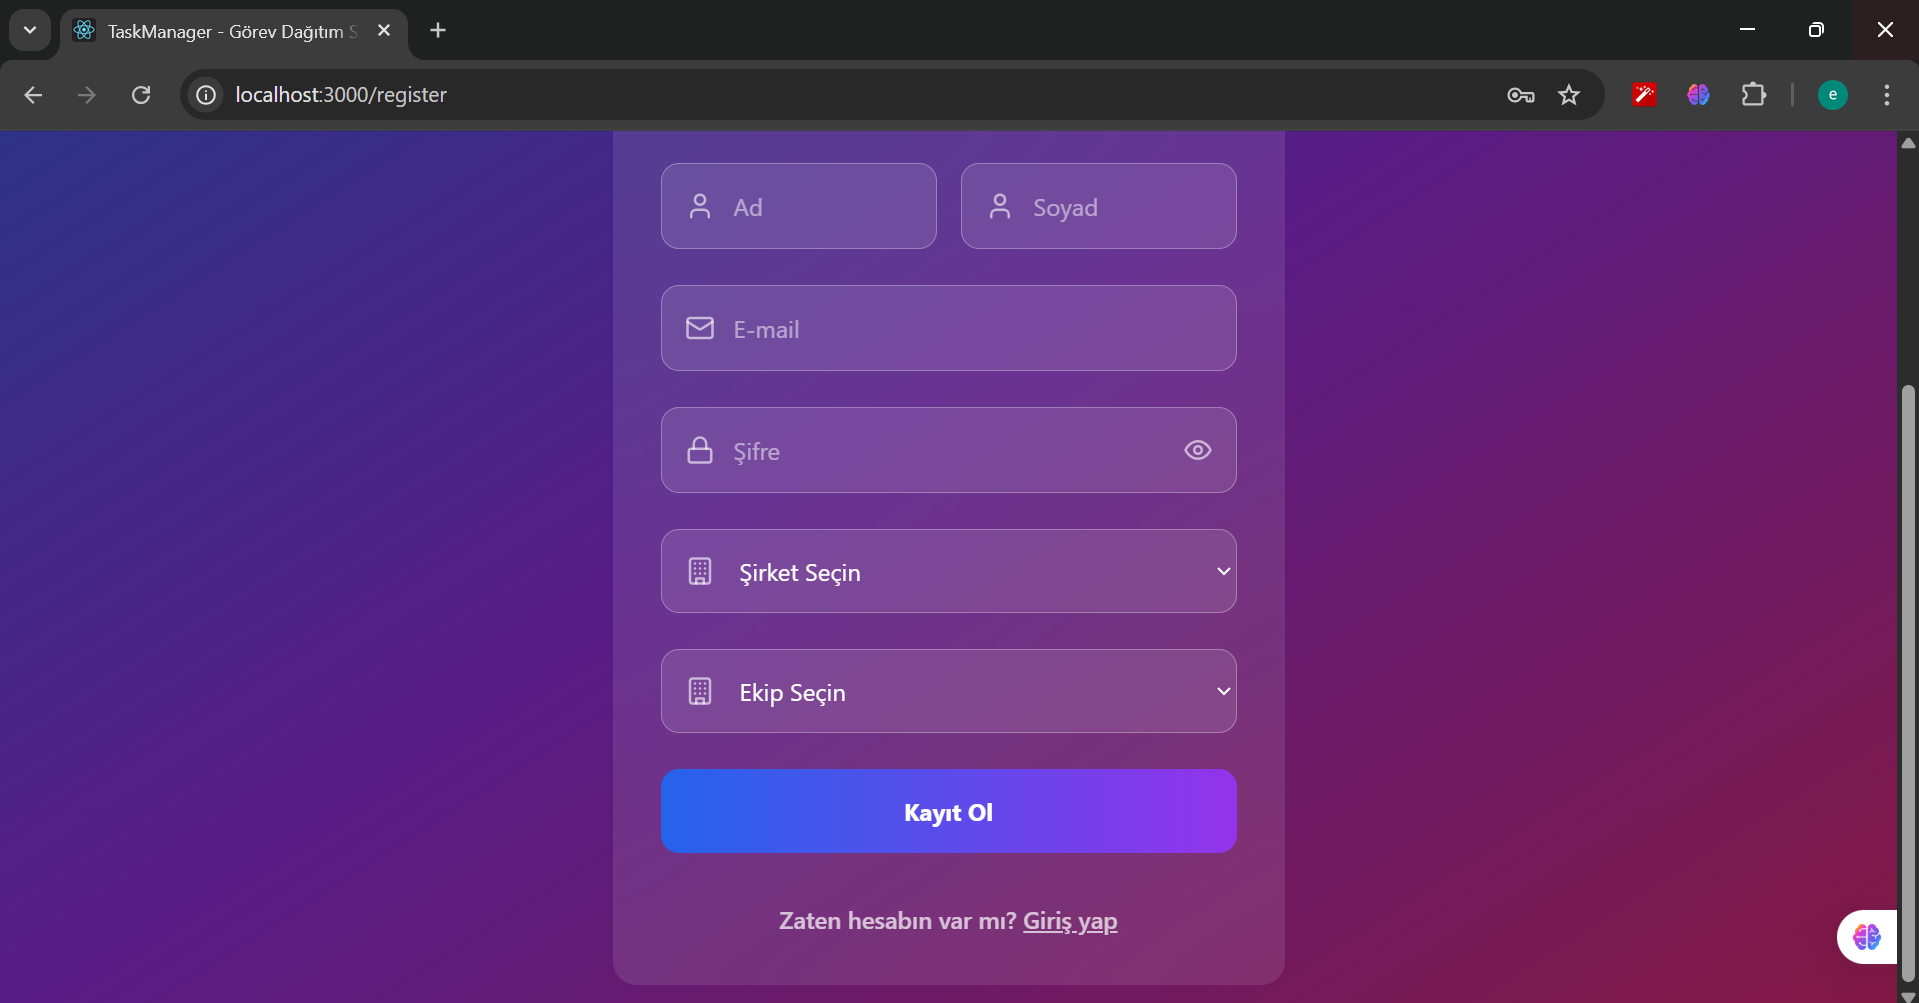 TaskManager - Görev Dağıtım S
localhost:3000/register
e
Ad
Soyad
E-mail
Şifre
Şirket Seçin
Ekip Seçin
Kayıt Ol
Zaten hesabın var mı? Giriş yap